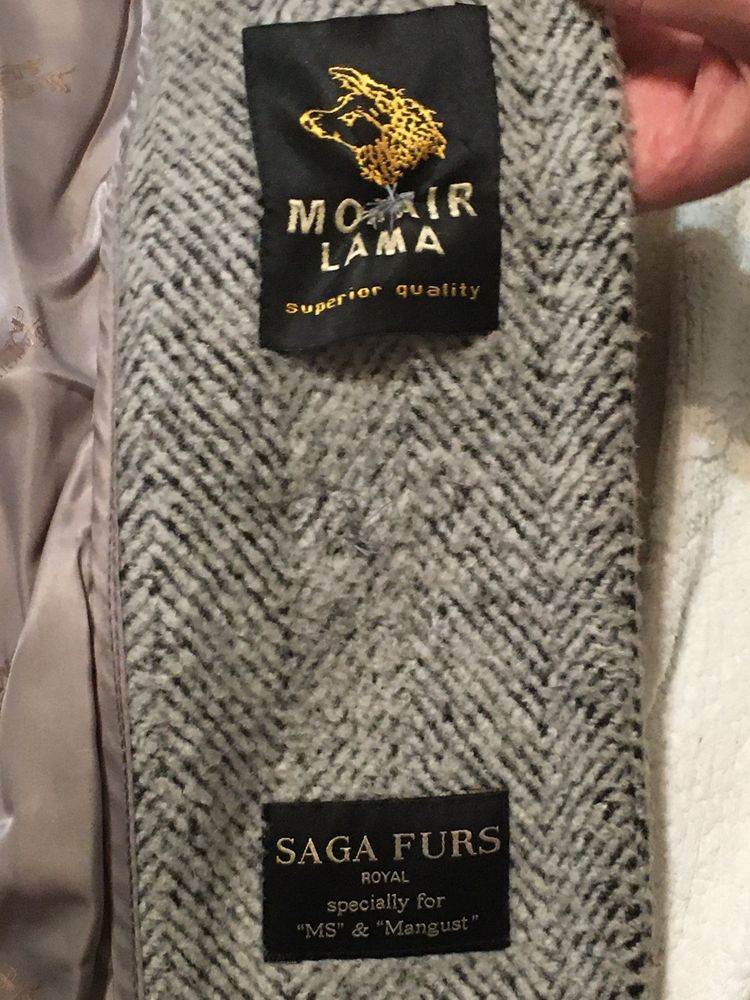 MOHAIR
LAMA
superior quality
SAGA FURS
ROYAL
specially for
"MS" & "Mangust"